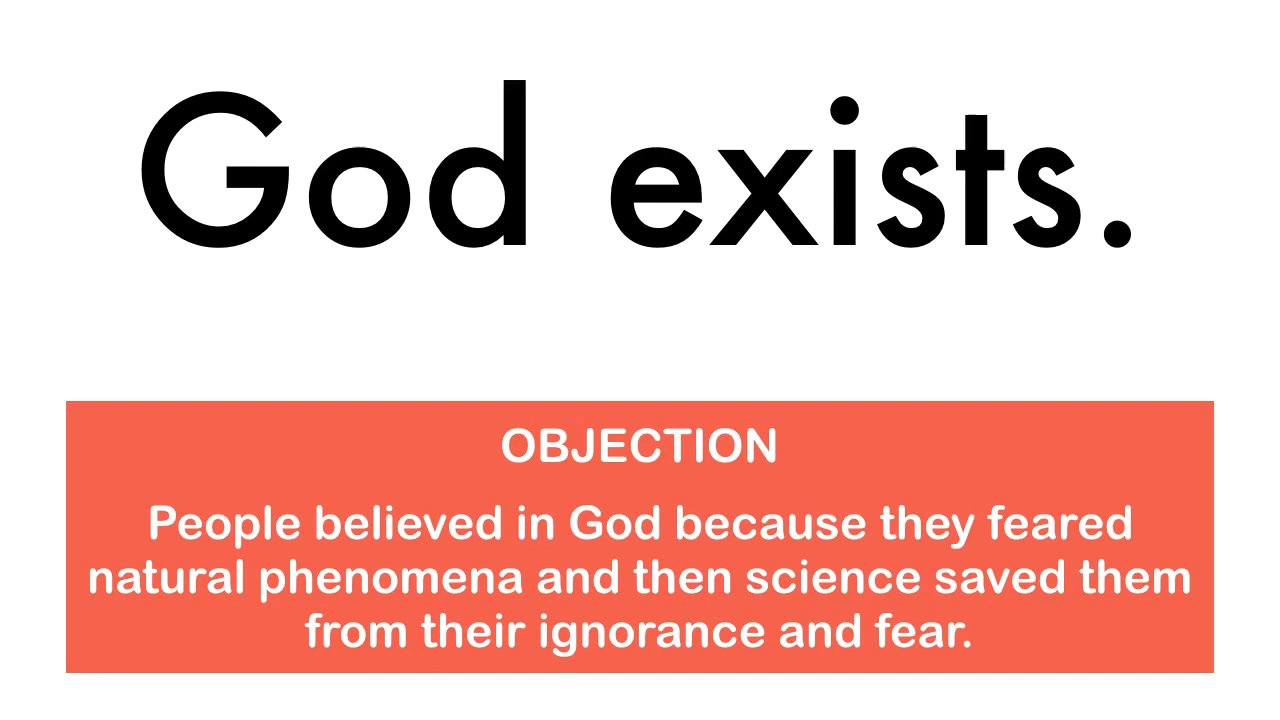 God exists.
OBJECTION
People believed in God because they feared
natural phenomena and then science saved them
from their ignorance and fear.